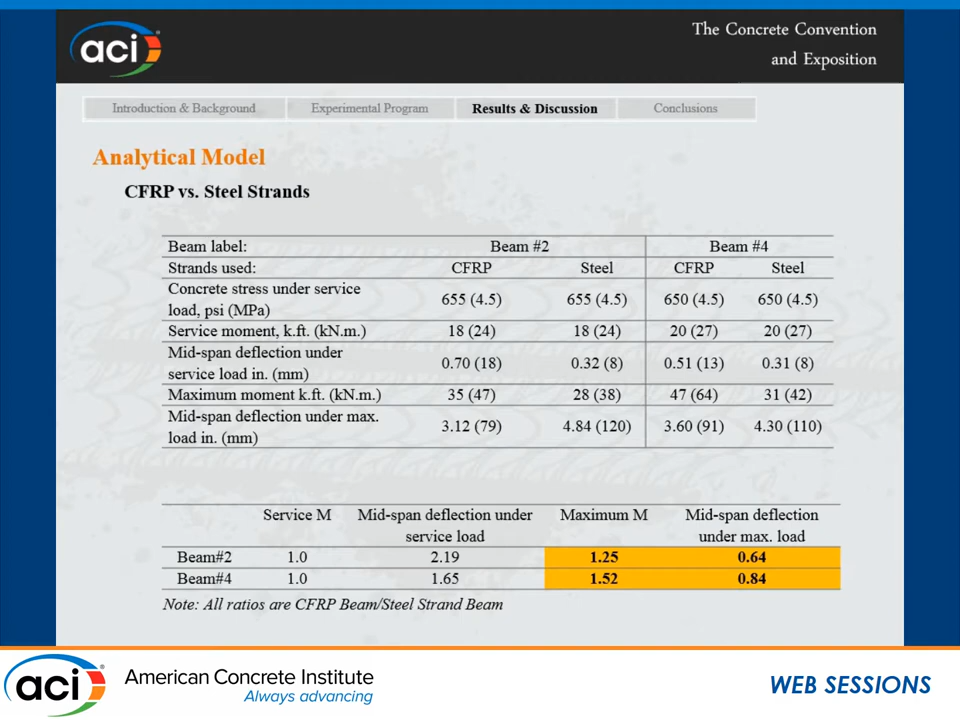 aci
The Concrete Convention
and Exposition
Introduction & Background Experimental Program Results & Discussion Conclusions
Analytical Model
CFRP vs. Steel Strands
Beam label: Beam #2 Beam #4
Strands used: CFRP Steel CFRP Steel
Concrete stress under service
load, psi (MPa) 655 (4.5) 655 (4.5) 650 (4.5) 650 (4.5)
Service moment, k.ft. (kN.m.) 18 (24) 18 (24) 20 (27) 20 (27)
Mid-span deflection under
service load in. (mm) 0.70 (18) 0.32 (8) 0.51 (13) 0.31 (8)
Maximum moment k.ft. (kN.m.) 35 (47) 28 (38) 47 (64) 31 (42)
Mid-span deflection under max.
load in. (mm) 3.12 (79) 4.84 (120) 3.60 (91) 4.30 (110)
Service M Mid-span deflection under Maximum M Mid-span deflection
service load under max. load
Beam#2 1.0 2.19 1.25 0.64
Beam#4 1.0 1.65 1.52 0.84
Note: All ratios are CFRP Beam/Steel Strand Beam
aci
American Concrete Institute
Always advancing
WEB SESSIONS